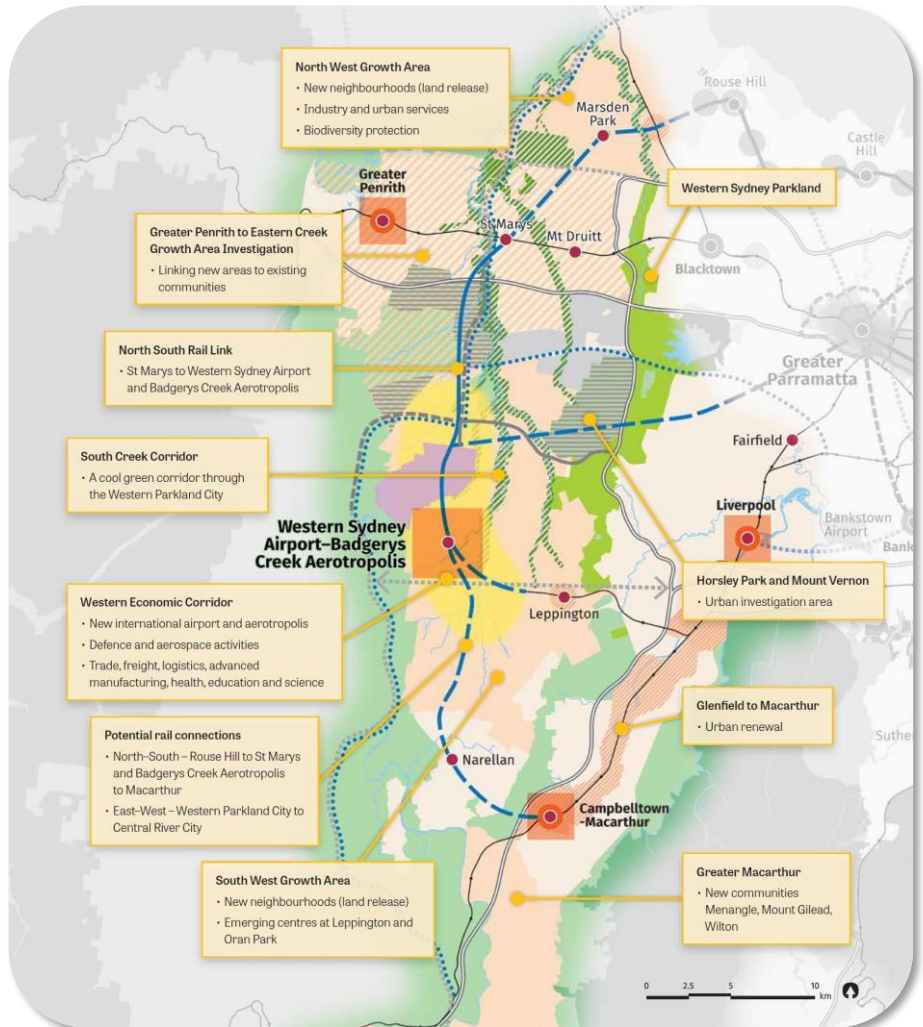 North West Growth Area
• New neighbourhoods (land release)
• Industry and urban services
• Biodiversity protection
Rouse Hill
Marsden
Park
Castle
Hill
Greater
Penrith
Western Sydney Parkland
St Marys
Mt Druitt
Blacktown
Greater Penrith to Eastern Creek
Growth Area Investigation
• Linking new areas to existing
communities
North South Rail Link
• St Marys to Western Sydney Airport
and Badgerys Creek Aerotropolis
Greater
Parramatta
Fairfield
South Creek Corridor
• A cool green corridor through
the Western Parkland City
Liverpool
Bankstown
Airport
Bank
Western Sydney
Airport–Badgerys
Creek Aerotropolis
Horsley Park and Mount Vernon
• Urban investigation area
Leppington
Western Economic Corridor
• New international airport and aerotropolis
• Defence and aerospace activities
• Trade, freight, logistics, advanced
manufacturing, health, education and science
Glenfield to Macarthur
• Urban renewal
Suthe
Potential rail connections
• North–South – Rouse Hill to St Marys
and Badgerys Creek Aerotropolis
to Macarthur
• East–West – Western Parkland City to
Central River City
Narellan
Campbelltown
-Macarthur
South West Growth Area
• New neighbourhoods (land release)
• Emerging centres at Leppington and
Oran Park
Greater Macarthur
• New communities
Menangle, Mount Gilead,
Wilton
0 2.5 5 10
km